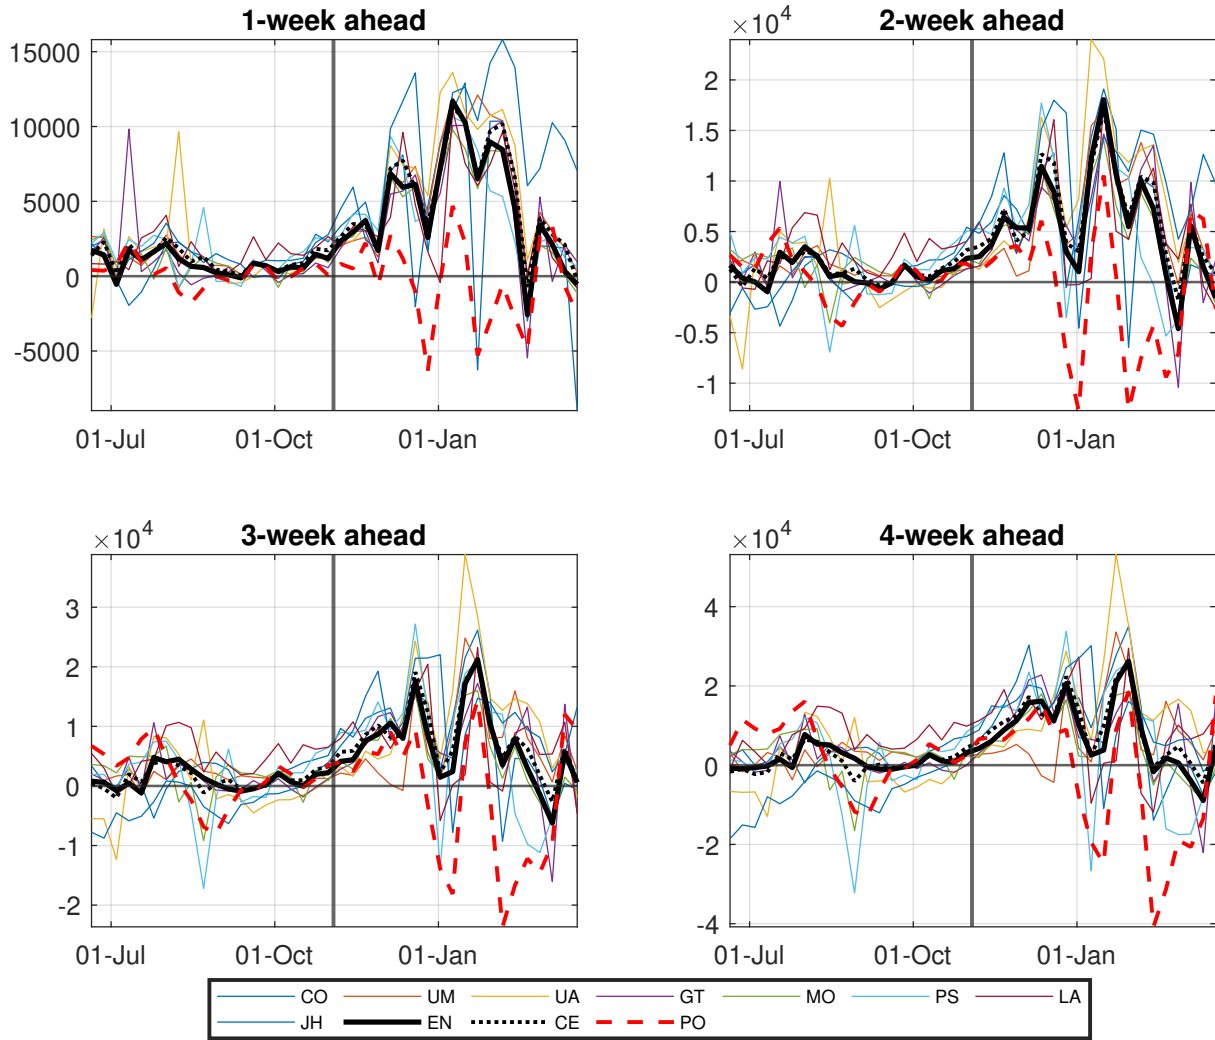 1-week ahead
15000
10000
5000
0
-5000
01-Jul 01-Oct 01-Jan
2-week ahead
×10^4
2
1.5
1
0.5
0
-0.5
-1
01-Jul 01-Oct 01-Jan
3-week ahead
×10^4
3
2
1
0
-1
-2
01-Jul 01-Oct 01-Jan
4-week ahead
×10^4
4
2
0
-2
-4
01-Jul 01-Oct 01-Jan
CO UM UA GT MO PS LA
JH EN CE PO